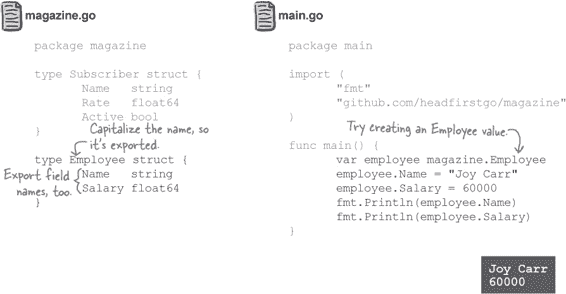 magazine.go
package magazine
type Subscriber struct {
Name string
Rate float64
Active bool
}
Capitalize the name, so
it's exported.
type Employee struct {
Name string
Salary float64
}
Export field
names, too.
main.go
package main
import (
"fmt"
"github.com/headfirstgo/magazine"
)
Try creating an Employee value.
func main() {
var employee magazine.Employee
employee.Name = "Joy Carr"
employee.Salary = 60000
fmt.Println(employee.Name)
fmt.Println(employee.Salary)
}
Joy Carr
60000